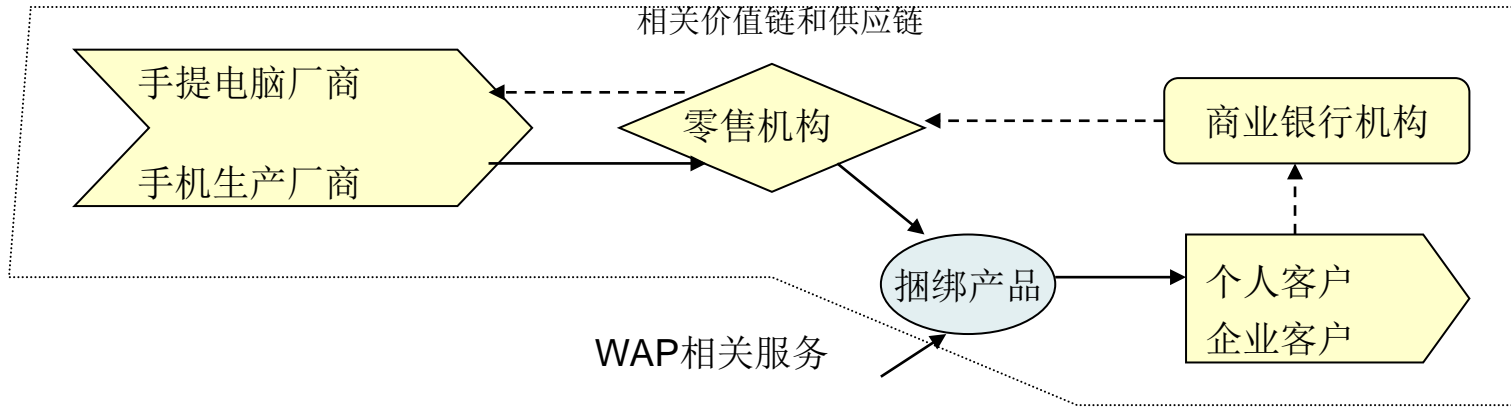 相关价值链和供应链
手提电脑厂商
手机生产厂商
零售机构
商业银行机构
捆绑产品
个人客户
企业客户
WAP相关服务